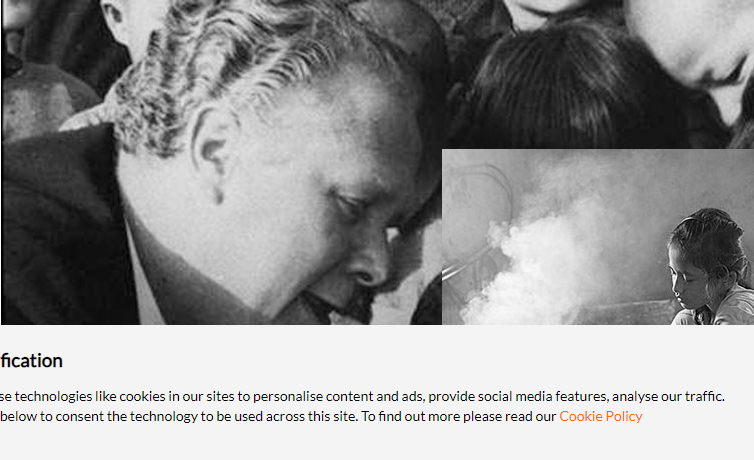 fication
se technologies like cookies in our sites to personalise content and ads, provide social media features, analyse our traffic.
below to consent the technology to be used across this site. To find out more please read our Cookie Policy